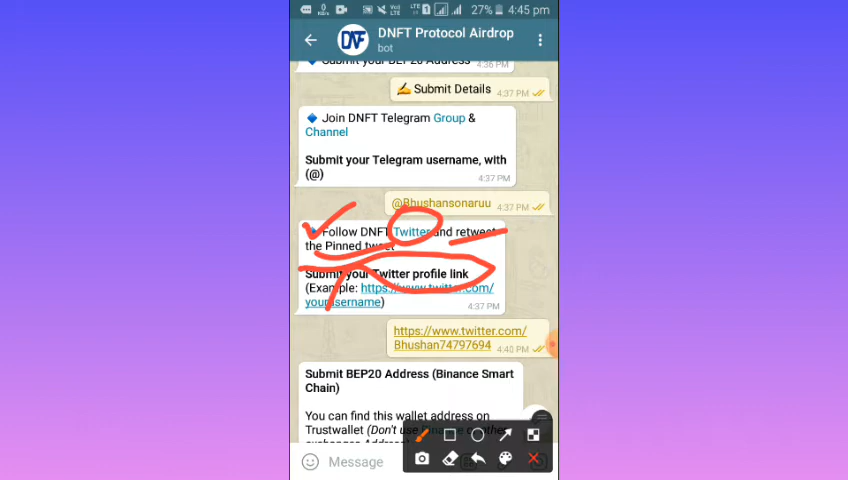 27% 4:45 pm
DNFT Protocol Airdrop
bot
Submit your BEP20 Address 4:36 PM
✍ Submit Details 4:37 PM
Join DNFT Telegram Group &
Channel
Submit your Telegram username, with
(@)
4:37 PM
@Bhushansonaruu 4:37 PM
Follow DNFT Twitter and retweet
the Pinned tweet
Submit your Twitter profile link
(Example: https://www.twitter.com/
yourusername)
4:37 PM
https://www.twitter.com/
Bhushan74797694 4:40 PM
Submit BEP20 Address (Binance Smart
Chain)
You can find this wallet address on
Trustwallet (Don't use
Message